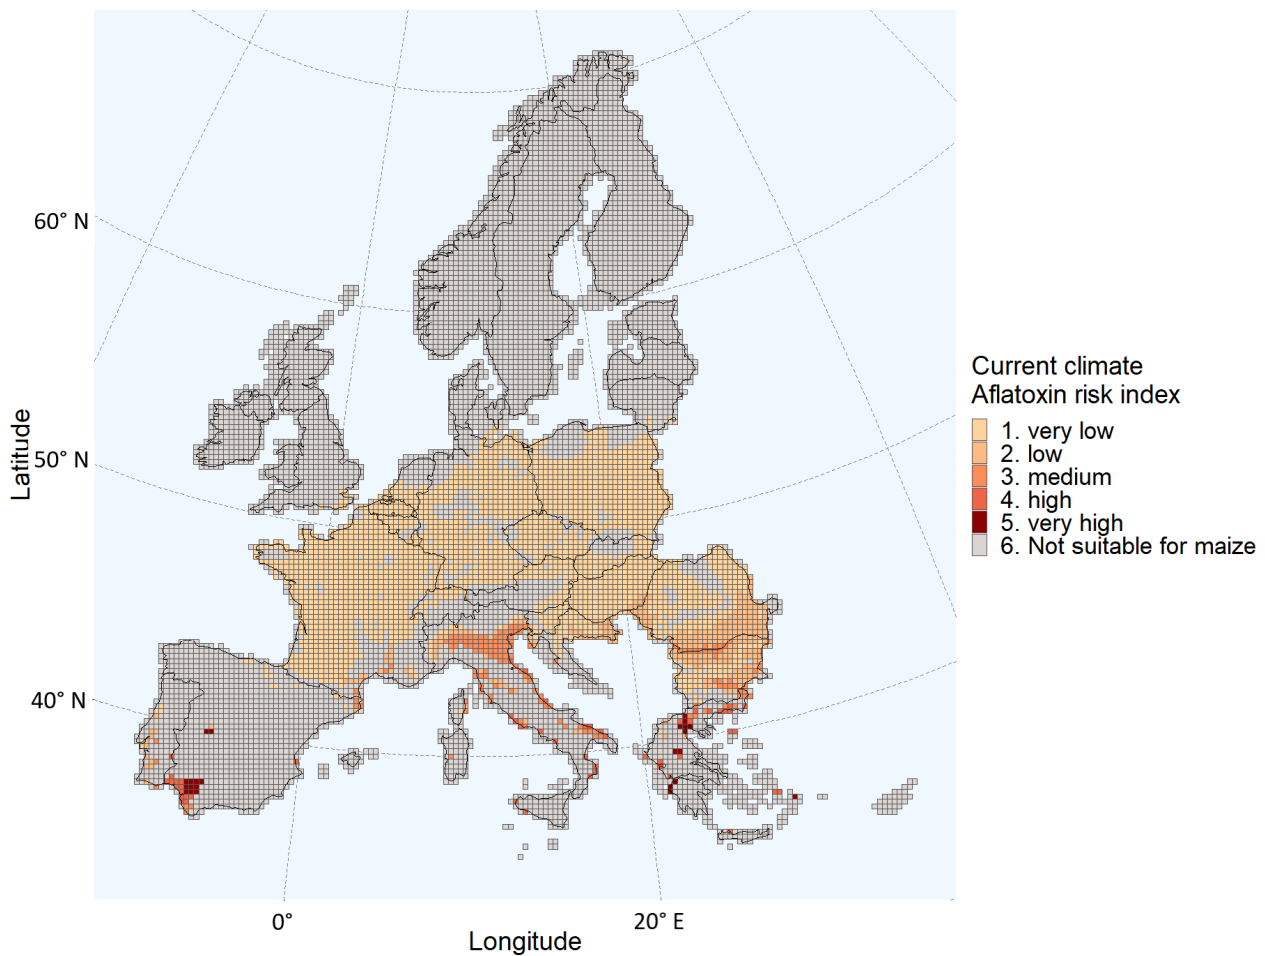 60° N
50° N
40° N
Latitude
0°
20° E
Longitude
Current climate
Aflatoxin risk index
1. very low
2. low
3. medium
4. high
5. very high
6. Not suitable for maize